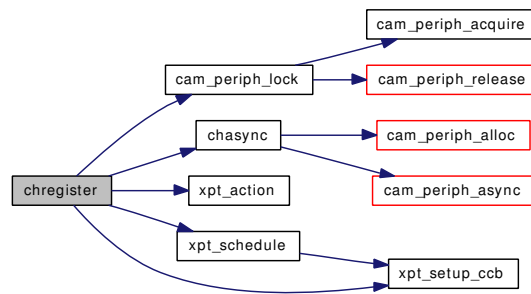 cam_periph_acquire
cam_periph_lock
cam_periph_release
chasync
cam_periph_alloc
chregister
xpt_action
cam_periph_async
xpt_schedule
xpt_setup_ccb